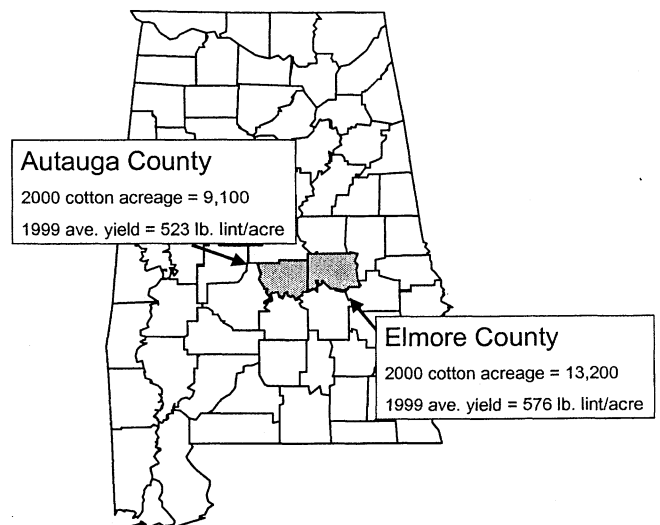 Autauga County
2000 cotton acreage = 9,100
1999 ave. yield = 523 lb. lint/acre
Elmore County
2000 cotton acreage = 13,200
1999 ave. yield = 576 lb. lint/acre